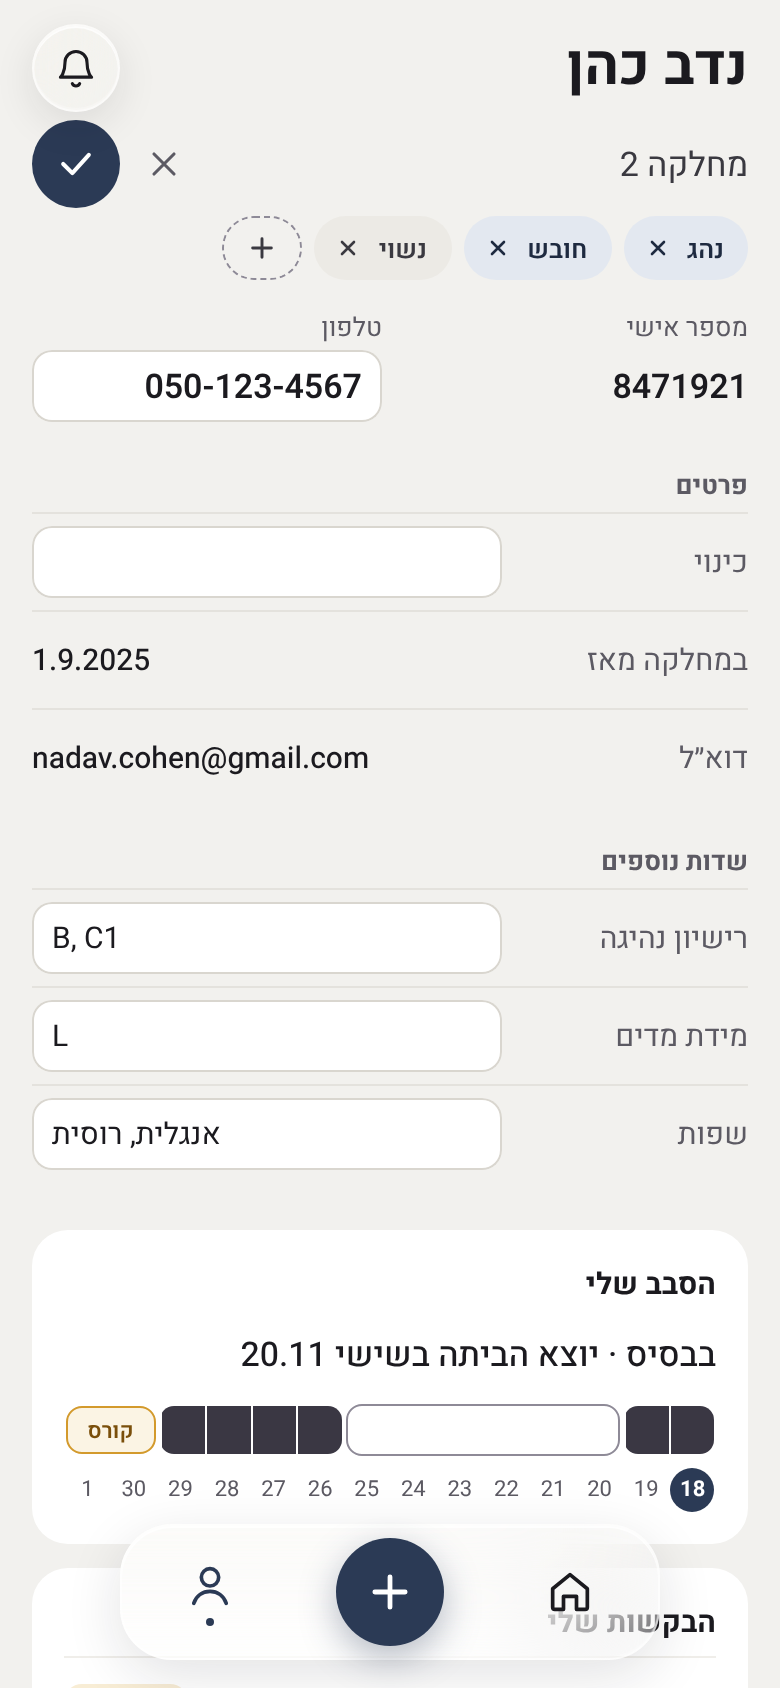 נדב כהן
מחלקה 2
נהג
חובש
נשוי
מספר אישי
טלפון
8471921
050-123-4567
פרטים
כינוי
במחלקה מאז
1.9.2025
דוא״ל
nadav.cohen@gmail.com
שדות נוספים
רישיון נהיגה
B, C1
מידת מדים
L
שפות
אנגלית, רוסית
הסבב שלי
בבסיס · יוצא הביתה בשישי 20.11
קורס
18 19 20 21 22 23 24 25 26 27 28 29 30 1
הבקשות שלי